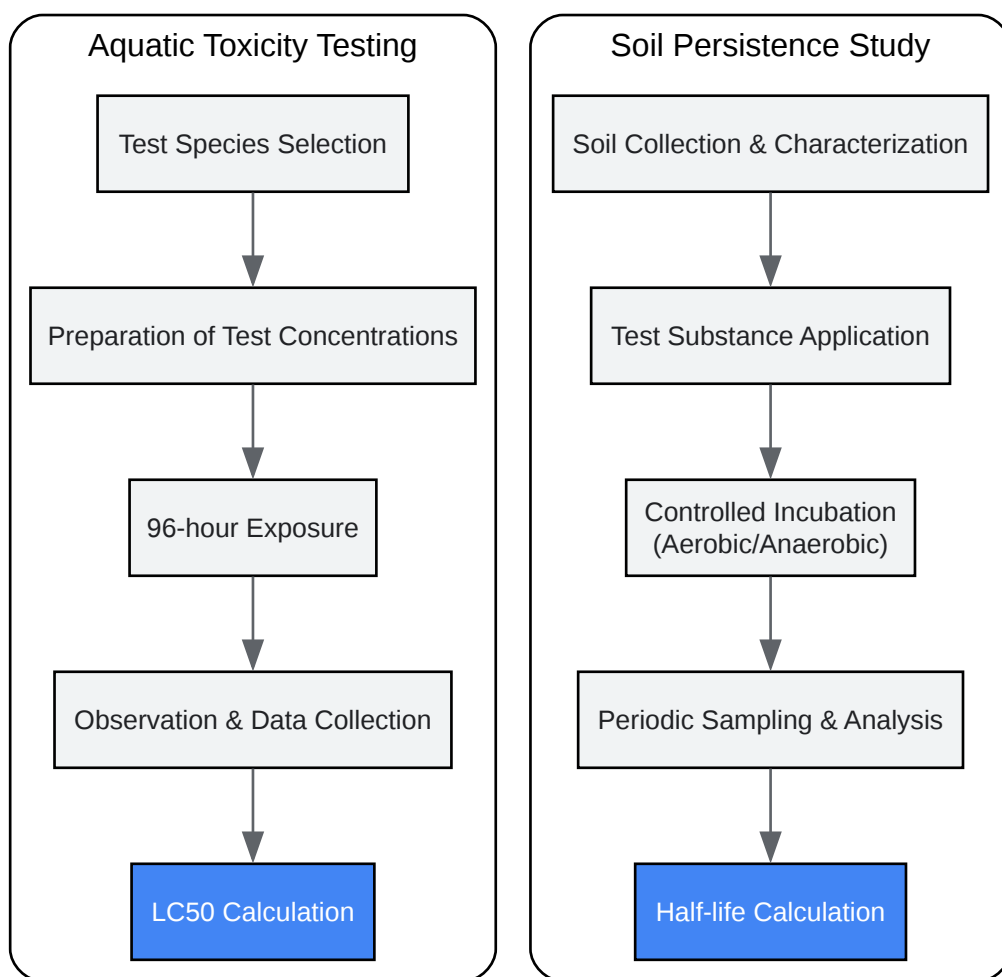 Aquatic Toxicity Testing
Test Species Selection
Preparation of Test Concentrations
96-hour Exposure
Observation & Data Collection
LC50 Calculation
Soil Persistence Study
Soil Collection & Characterization
Test Substance Application
Controlled Incubation
(Aerobic/Anaerobic)
Periodic Sampling & Analysis
Half-life Calculation